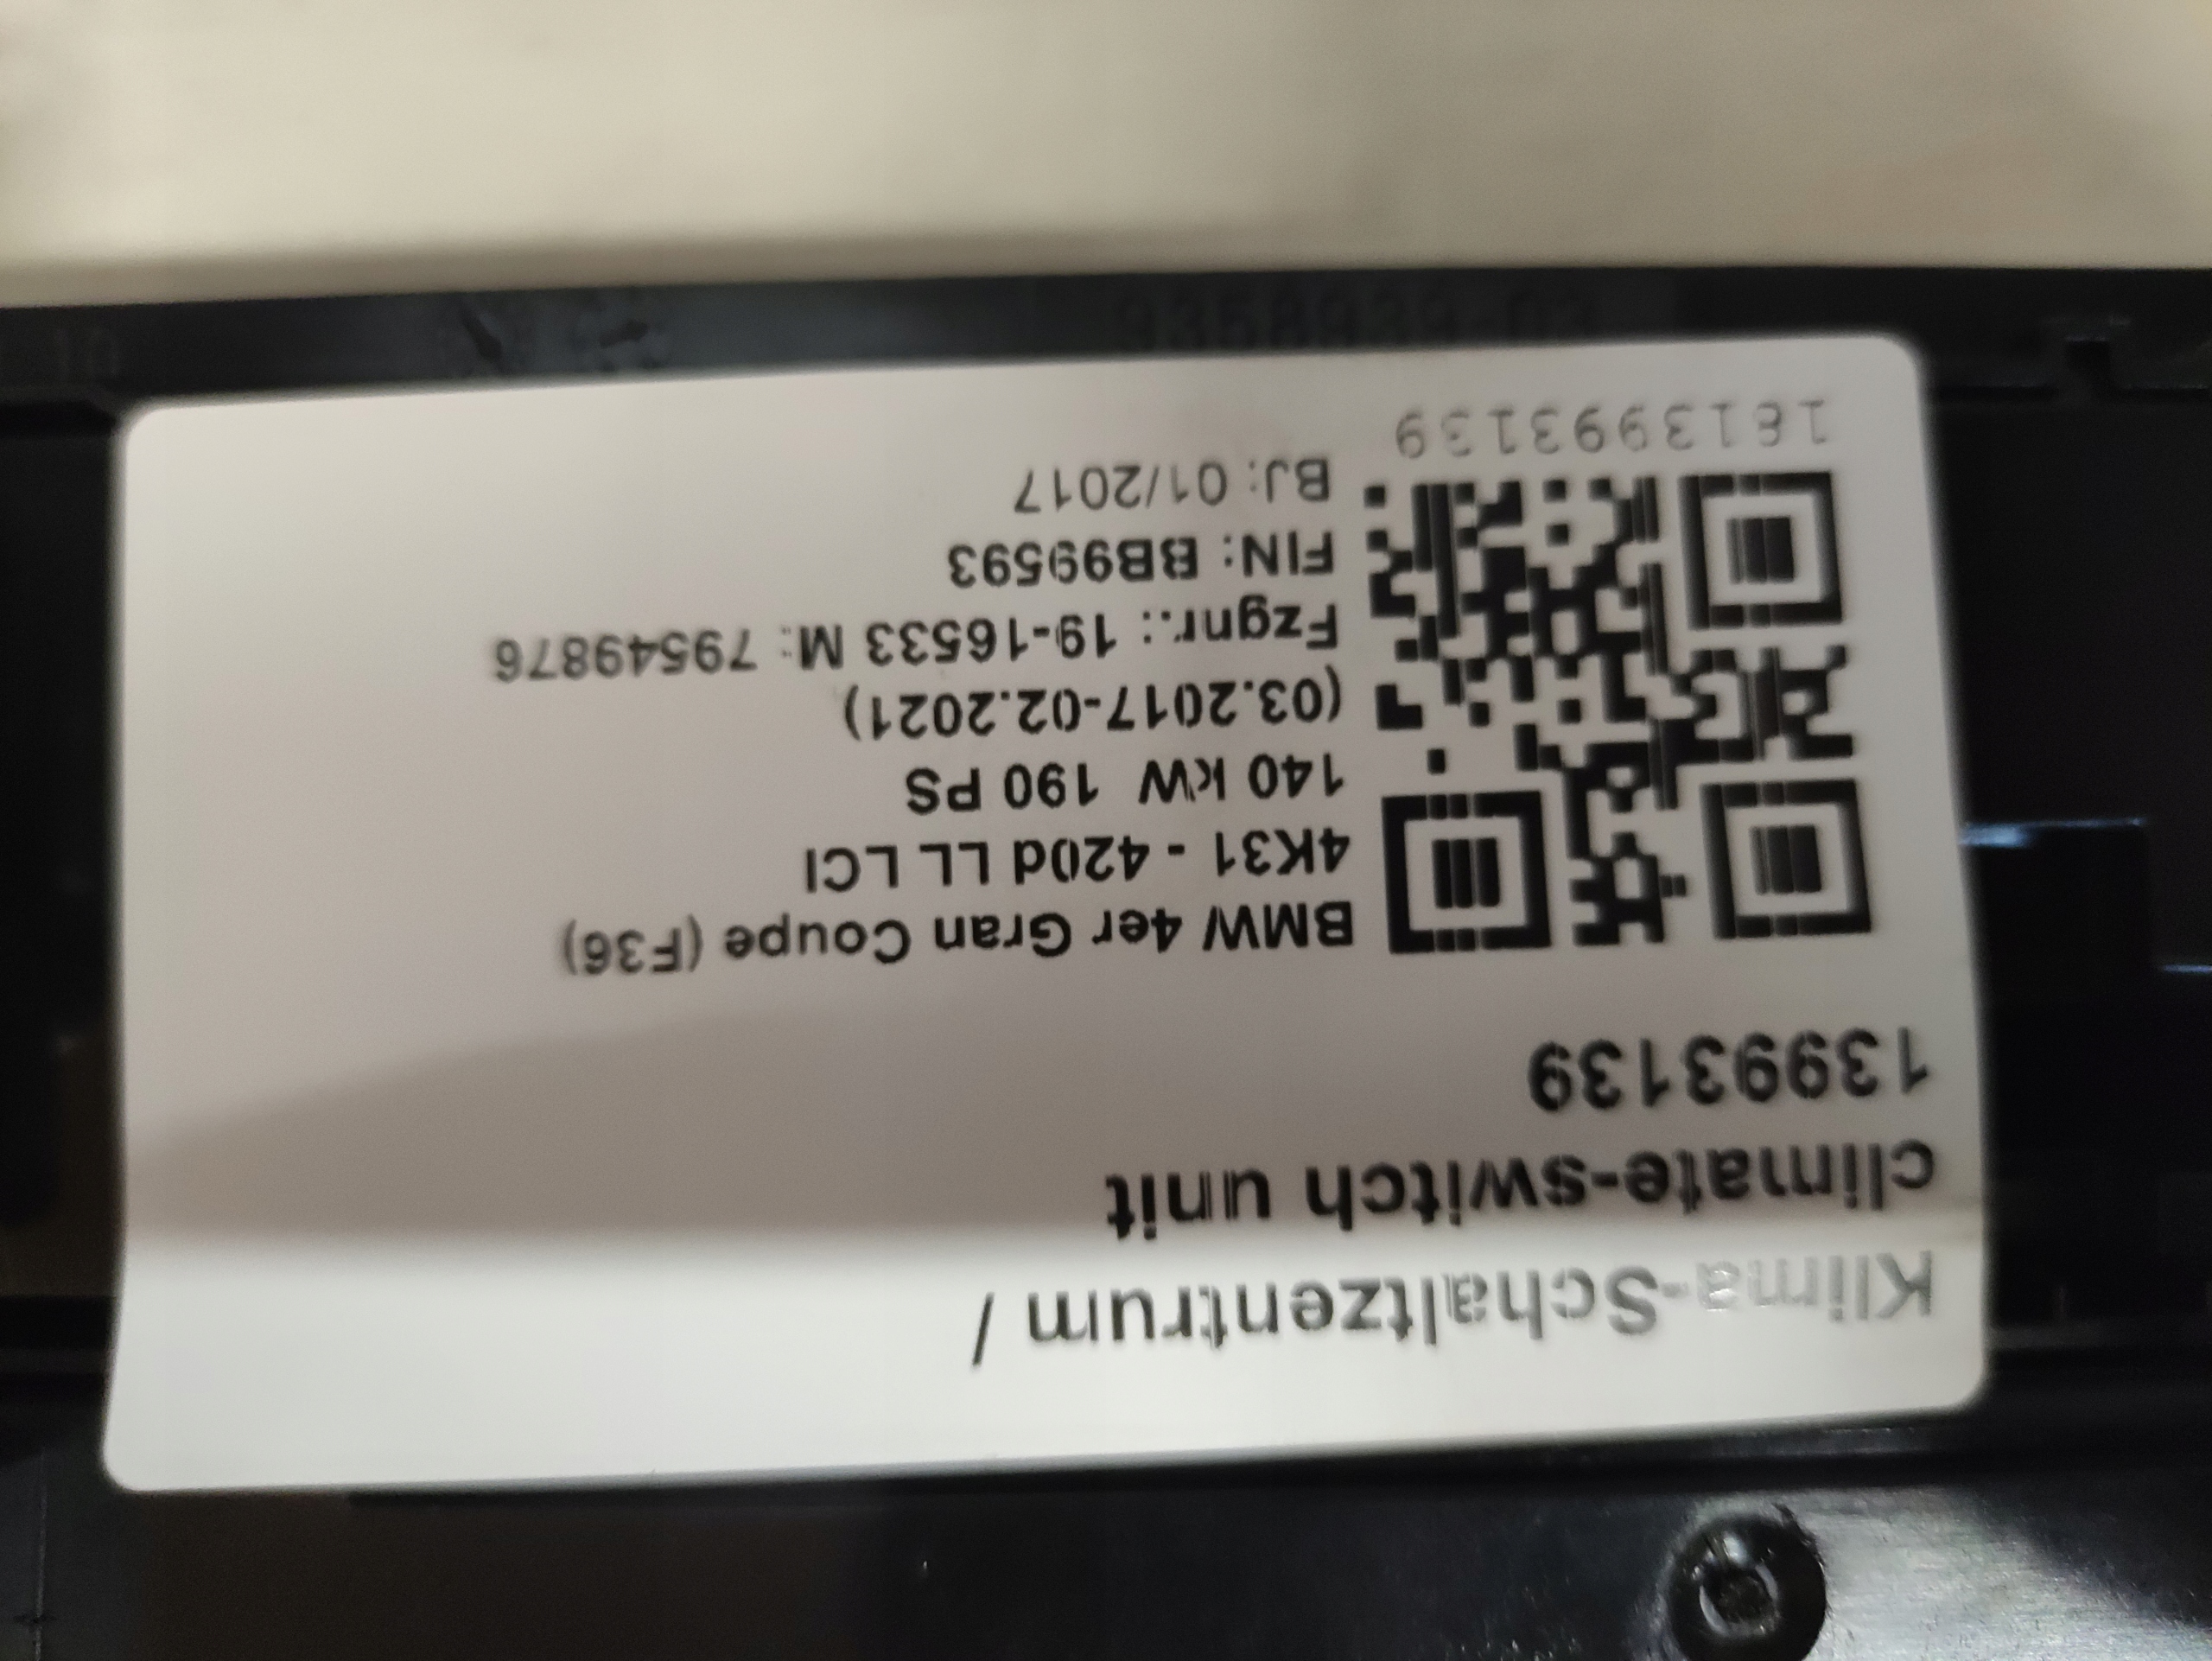 Klima-Schaltzentrum /
climate-switch unit
13993139
BMW 4er Gran Coupe (F36)
4K31 - 420d LL LCI
140 kW 190 PS
(03.2017-02.2021)
Fzgnr.: 19-16533 M: 79549876
FIN: BB99593
BJ: 01/2017
1813993139